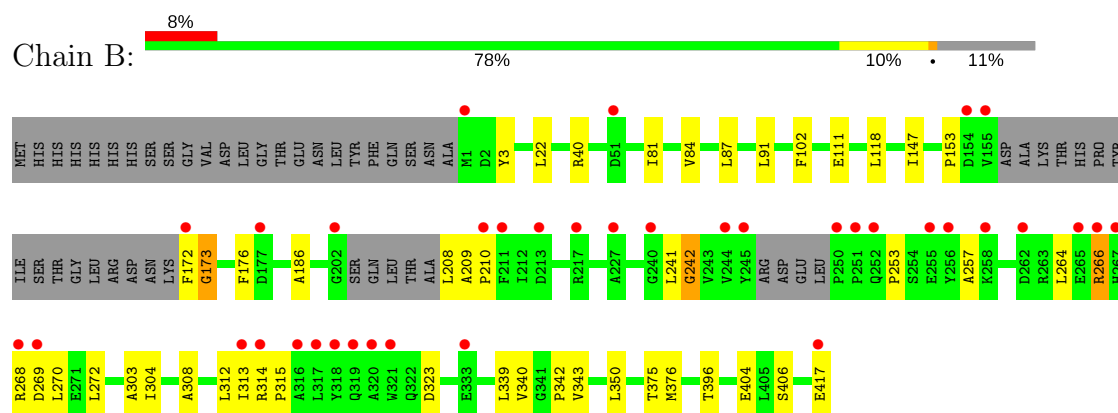 8%
Chain B:
78% 10% • 11%
MET HIS HIS HIS HIS HIS HIS SER SER GLY VAL ASP LEU GLY THR GLU ASN LEU TYR PHE GLN SER ASN ALA M1 D2 Y3 L22 R40 D51 I81 V84 L87 L91 F102 E111 L118 I147 P153 D154 V155 ASP ALA LYS THR HIS PRO TYR
ILE SER THR GLY LEU ARG ASP ASN LYS F172 G173 F176 D177 A186 G202 SER GLN LEU THR ALA L208 A209 P210 F211 I212 D213 R217 A227 G240 L241 G242 V243 V244 Y245 ARG ASP GLU LEU P250 P251 Q252 P253 S254 E255 Y256 A257 K258 D262 R263 L264 E265 R266 H267
R268 D269 L270 E271 L272 A303 I304 A308 L312 I313 R314 P315 A316 L317 Y318 Q319 A320 W321 Q322 D323 E333 L339 V340 G341 P342 V343 L350 T375 M376 T396 E404 L405 S406 E417